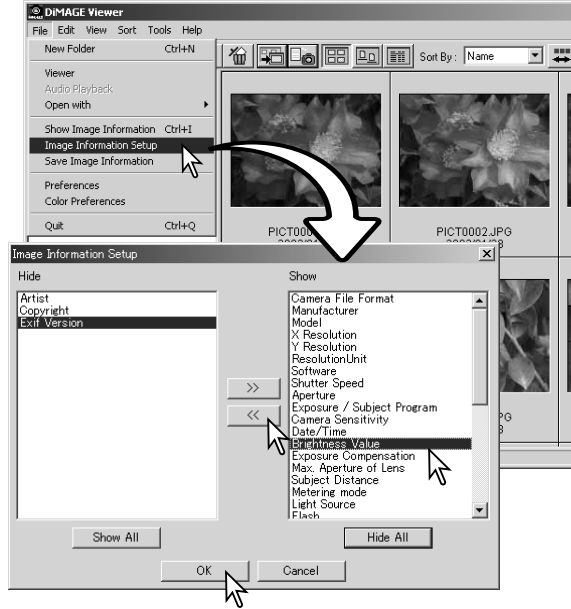 DiMAGE Viewer
File Edit View Sort Tools Help
New Folder Ctrl+N
Viewer
Audio Playback
Open with
Show Image Information Ctrl+I
Image Information Setup
Save Image Information
Preferences
Color Preferences
Quit Ctrl+Q
Sort By : Name
PICT0002.JPG
Image Information Setup
Hide
Artist
Copyright
Exif Version
>>
<<
Show
Camera File Format
Manufacturer
Model
X Resolution
Y Resolution
ResolutionUnit
Software
Shutter Speed
Aperture
Exposure / Subject Program
Camera Sensitivity
Date/Time
Brightness Value
Exposure Compensation
Max. Aperture of Lens
Subject Distance
Metering mode
Light Source
Flash
Show All
Hide All
OK
Cancel